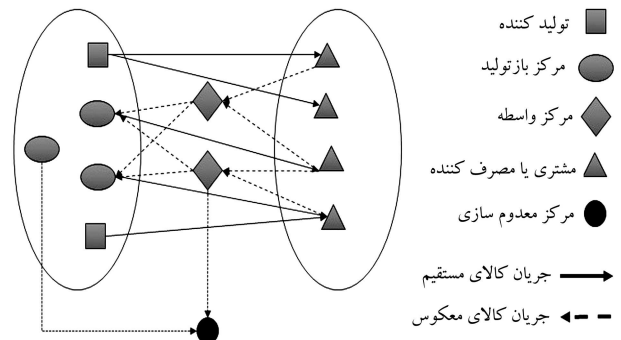 تولید کننده
مرکز بازتولید
مرکز واسطه
مشتری یا مصرف کننده
مرکز معدوم سازی
جریان کالای مستقیم
جریان کالای معکوس